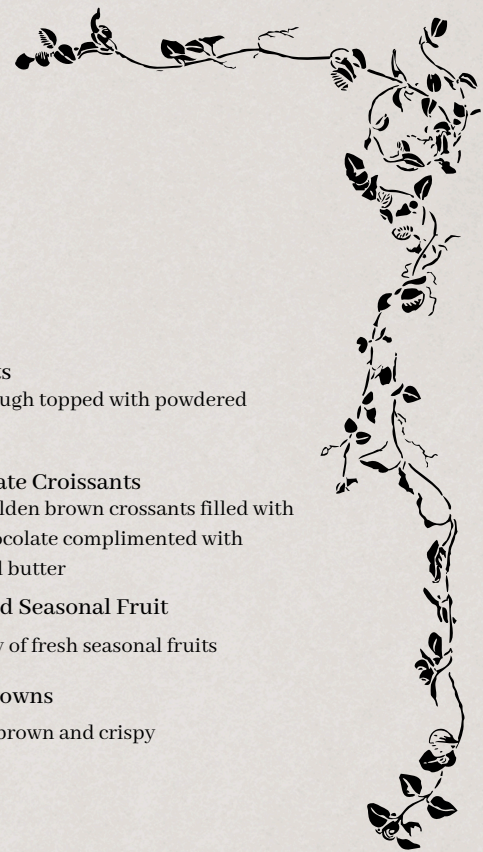 ts
ugh topped with powdered
ate Croissants
lden brown crossants filled with
ocolate complimented with
l butter
d Seasonal Fruit
y of fresh seasonal fruits
owns
brown and crispy